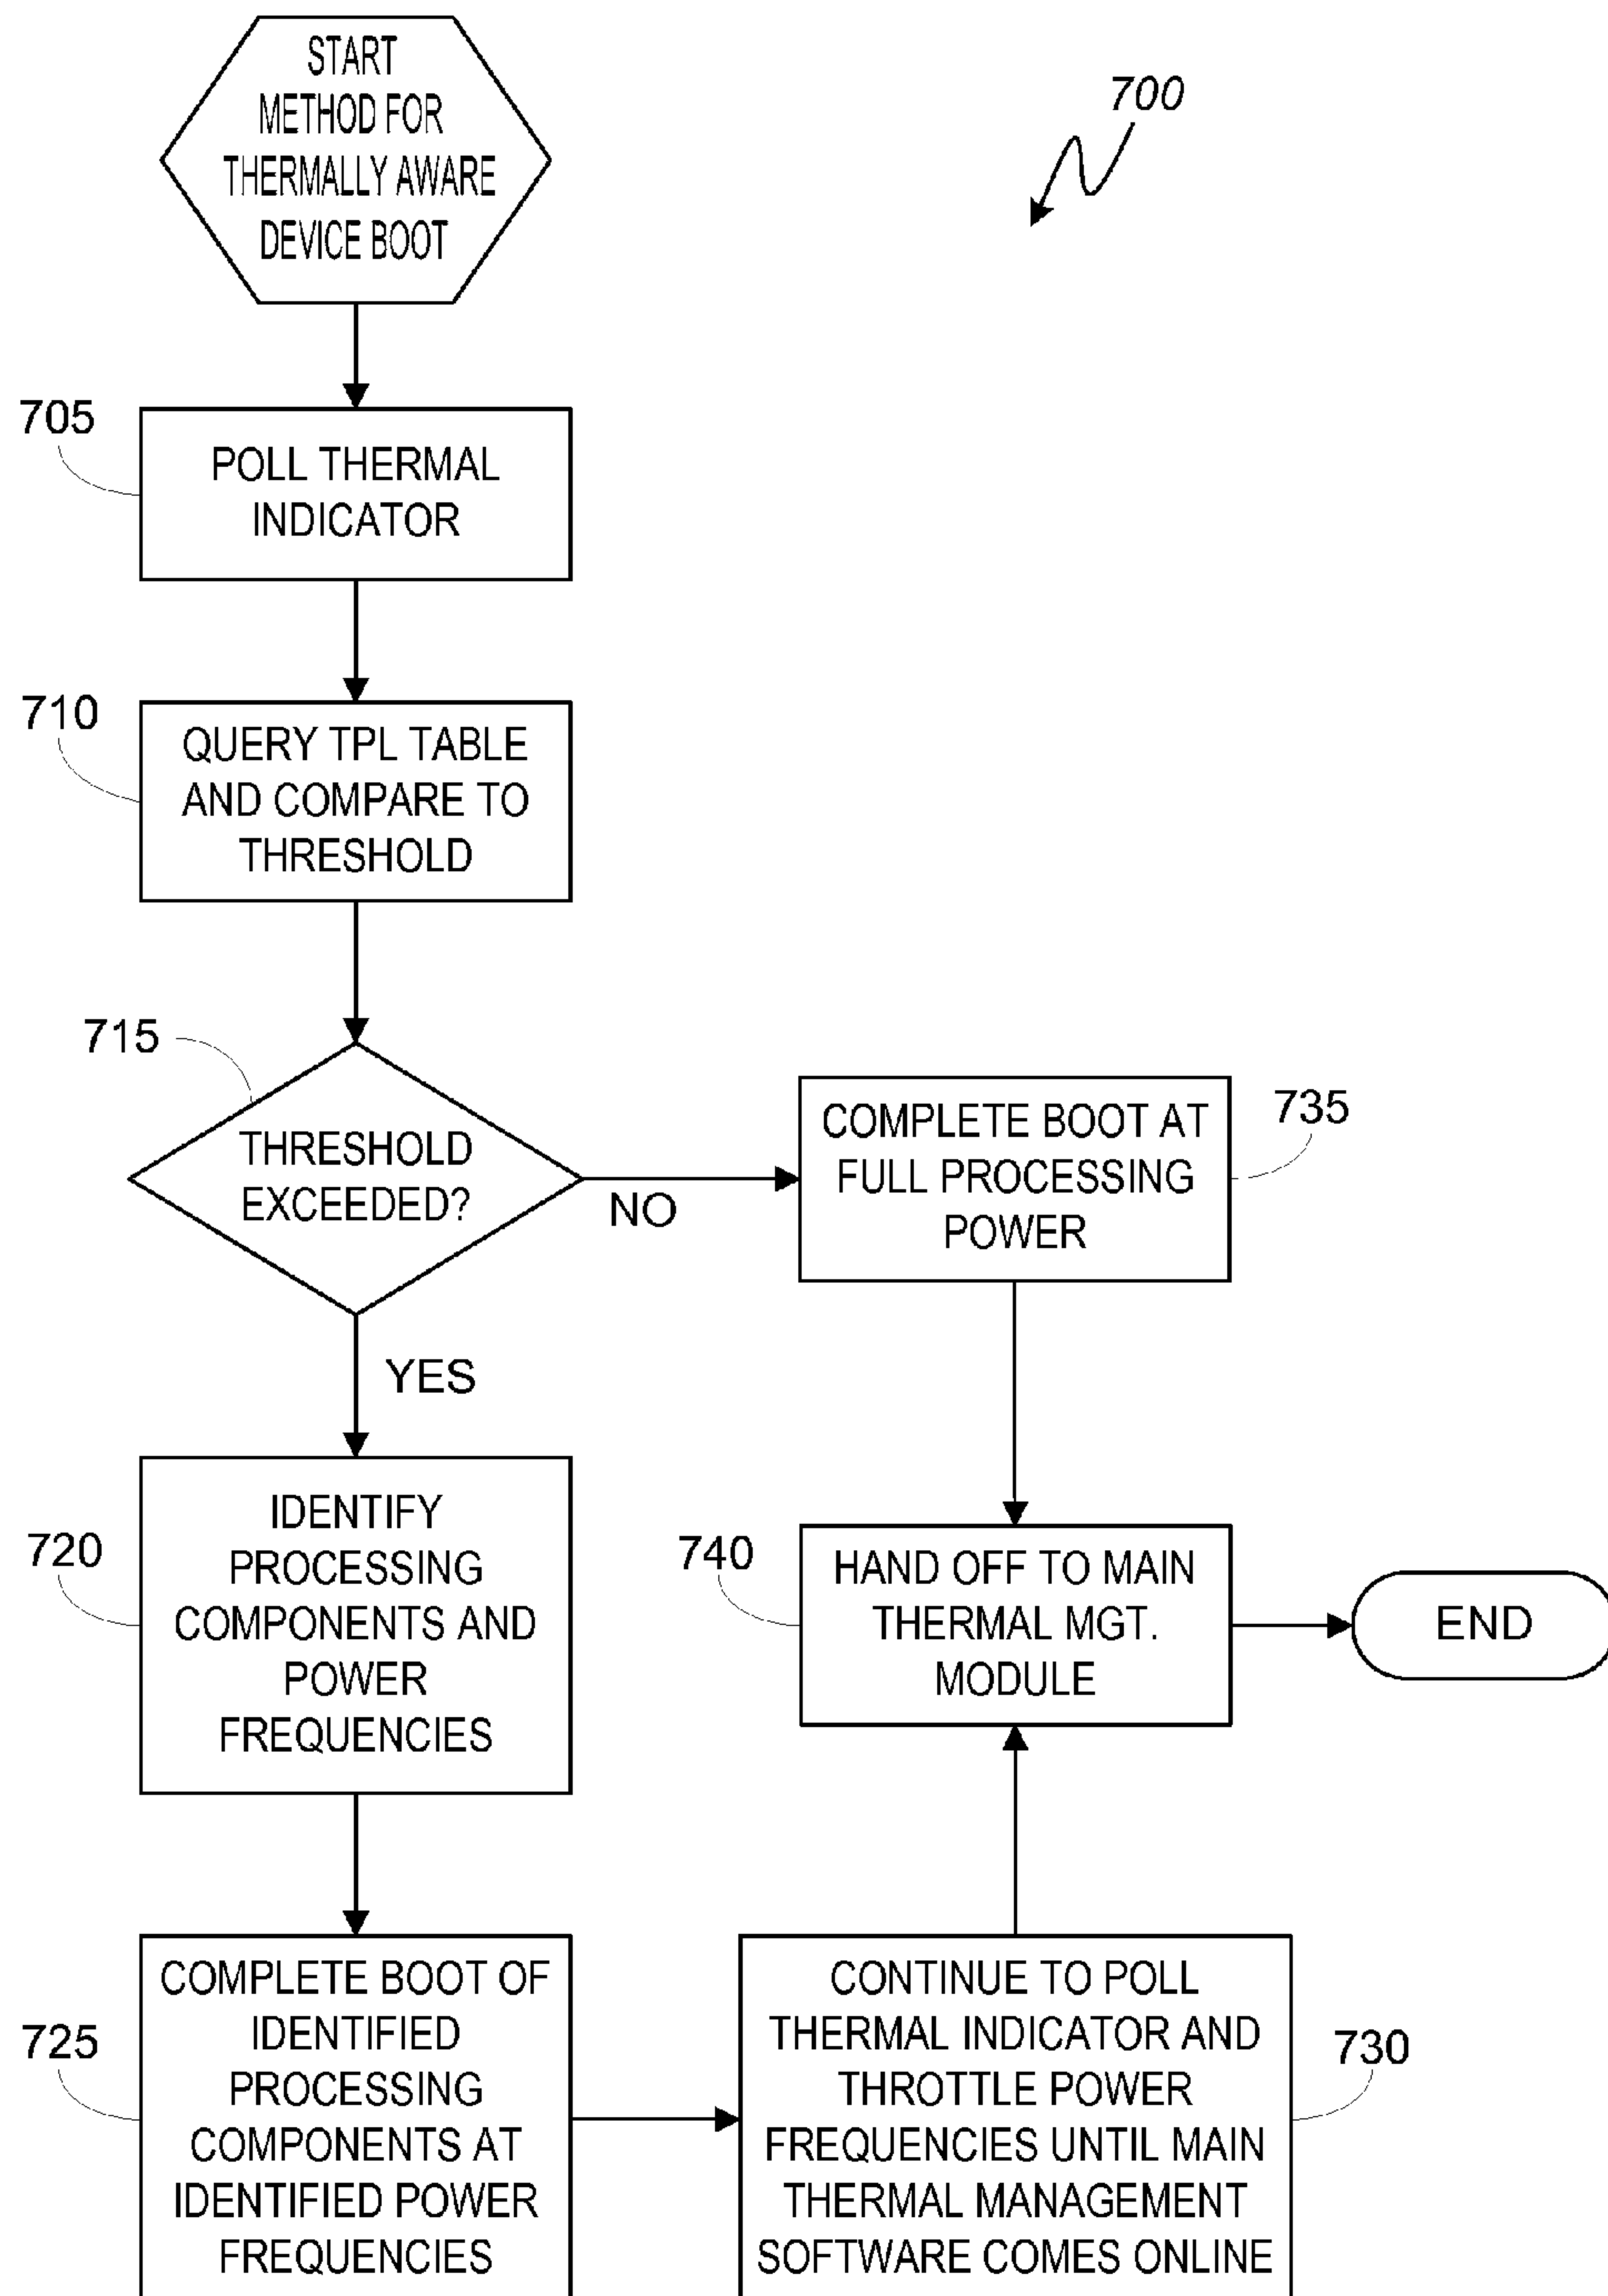 START
METHOD FOR
THERMALLY AWARE
DEVICE BOOT
700
705
POLL THERMAL
INDICATOR
710
QUERY TPL TABLE
AND COMPARE TO
THRESHOLD
715
THRESHOLD
EXCEEDED?
NO
YES
735
COMPLETE BOOT AT
FULL PROCESSING
POWER
720
IDENTIFY
PROCESSING
COMPONENTS AND
POWER
FREQUENCIES
740
HAND OFF TO MAIN
THERMAL MGT.
MODULE
END
725
COMPLETE BOOT OF
IDENTIFIED
PROCESSING
COMPONENTS AT
IDENTIFIED POWER
FREQUENCIES
730
CONTINUE TO POLL
THERMAL INDICATOR AND
THROTTLE POWER
FREQUENCIES UNTIL MAIN
THERMAL MANAGEMENT
SOFTWARE COMES ONLINE